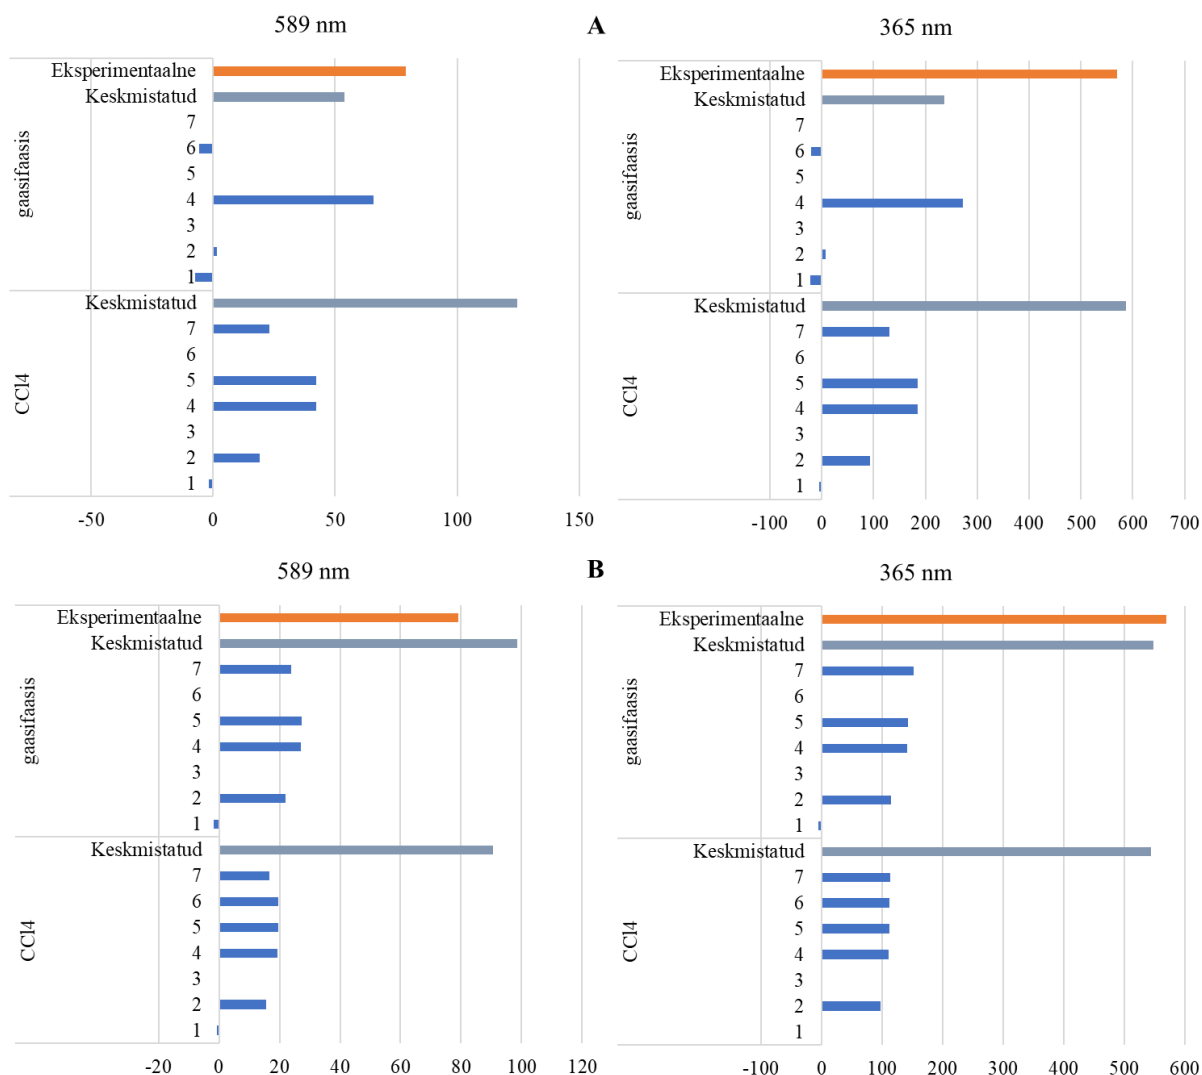 589 nm
A
365 nm
Eksperimentaalne
Keskmistatud
7
6
5
4
3
2
1
gaasifaasis
Keskmistatud
7
6
5
4
3
2
1
CCl4
-50 0 50 100 150
Eksperimentaalne
Keskmistatud
7
6
5
4
3
2
1
gaasifaasis
Keskmistatud
7
6
5
4
3
2
1
CCl4
-100 0 100 200 300 400 500 600 700
589 nm
B
365 nm
Eksperimentaalne
Keskmistatud
7
6
5
4
3
2
1
gaasifaasis
Keskmistatud
7
6
5
4
3
2
1
CCl4
-20 0 20 40 60 80 100 120
Eksperimentaalne
Keskmistatud
7
6
5
4
3
2
1
gaasifaasis
Keskmistatud
7
6
5
4
3
2
1
CCl4
-100 0 100 200 300 400 500 600